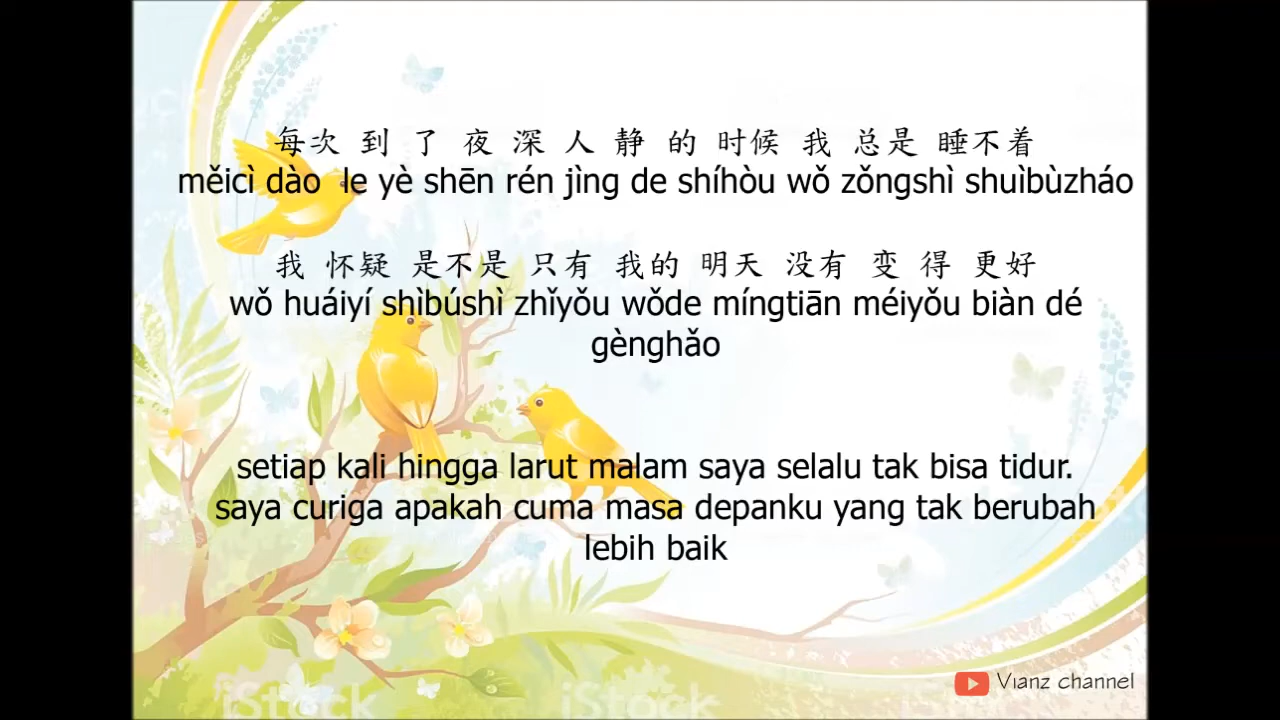 每次 到 了 夜 深 人 静 的 时候 我 总是 睡不着
měicì dào le yè shēn rén jìng de shíhòu wǒ zǒngshì shuìbùzháo
我 怀疑 是不是 只有 我的 明天 没有 变 得 更好
wǒ huáiyí shìbúshì zhǐyǒu wǒde míngtiān méiyǒu biàn dé
gènghǎo
setiap kali hingga larut malam saya selalu tak bisa tidur.
saya curiga apakah cuma masa depanku yang tak berubah
lebih baik
Vianz channel
iStock
iStock
iStock